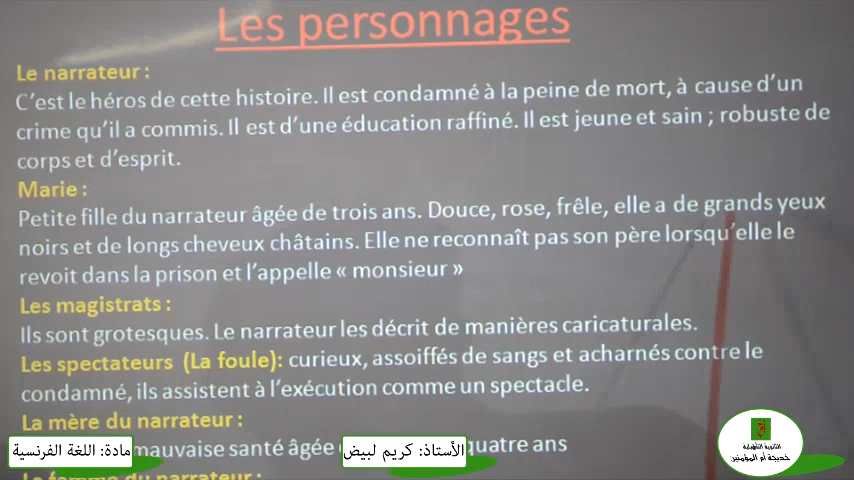 Les personnages
Le narrateur :
C'est le héros de cette histoire. Il est condamné à la peine de mort, à cause d'un
crime qu'il a commis. Il est d'une éducation raffiné. Il est jeune et sain ; robuste de
corps et d'esprit.
Marie :
Petite fille du narrateur âgée de trois ans. Douce, rose, frêle, elle a de grands yeux
noirs et de longs cheveux châtains. Elle ne reconnaît pas son père lorsqu'elle le
revoit dans la prison et l'appelle « monsieur »
Les magistrats :
Ils sont grotesques. Le narrateur les décrit de manières caricaturales.
Les spectateurs (La foule): curieux, assoiffés de sangs et acharnés contre le
condamné, ils assistent à l'exécution comme un spectacle.
La mère du narrateur :
mauvaise santé âgée quatre ans
مادة: اللغة الفرنسية
الأستاذ: كريم لبيض
الثانوية التأهيلية
خديجة أم المؤمنين
La femme du narrateur :